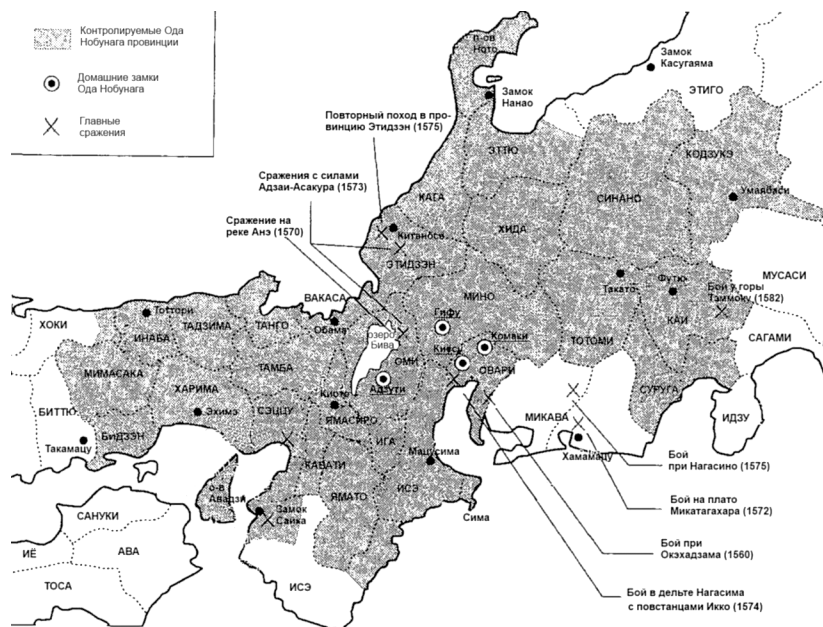 Контролируемые Ода
Нобунага провинции
Домашние замки
Ода Нобунага
Главные
сражения
п-ов
Ното
Замок
Касугаяма
Замок
Нанао
ЭТИГО
Повторный поход в про-
винцию Этидзэн (1575)
ЭТТЮ
КОДЗУКЭ
Сражения с силами
Адзаи-Асакура (1573)
КАГА
СИНАНО
Умаябаси
Сражение на
реке Анэ (1570)
Китаносё
ХИДА
ЭТИДЗЭН
МУСАСИ
Такато
Футю
Бой у горы
Тэммоку (1582)
ВАКАСА
МИНО
Тоттори
ХОКИ
ТАДЗИМА
ТАНГО
Обама
озеро
Бива
Гифу
КАИ
ИНАБА
Комаки
Киесу
ТОТОМИ
САГАМИ
МИМАСАКА
ТАМБА
ОМИ
ОВАРИ
ХАРИМА
Адзути
СУРУГА
БИТТЮ
Эхимэ
СЭЦЦУ
Киото
ЯМАСИРО
МИКАВА
ИДЗУ
БИДЗЭН
ИГА
Такамацу
Мацусима
Хамамацу
Бой
при Нагасино
(1575)
КАВАТИ
о-в
Авадзи
ЯМАТО
ИСЭ
Бой на плато
Микатагахара
(1572)
Замок
Сайка
Сима
САНУКИ
ИЁ
АВА
Бой при
Окэхадзама
(1560)
ТОСА
ИСЭ
Бой в дельте Нагасима
с повстанцами Икко (1574)